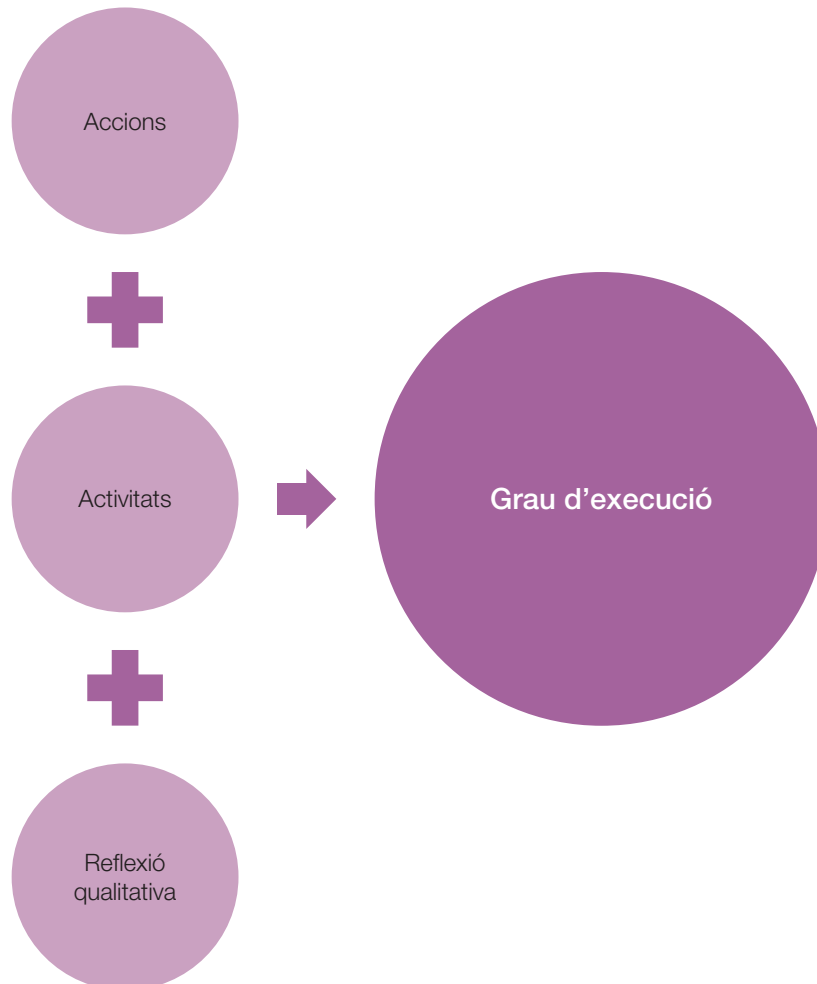 Accions
Activitats
Grau d’execució
Reflexió
qualitativa